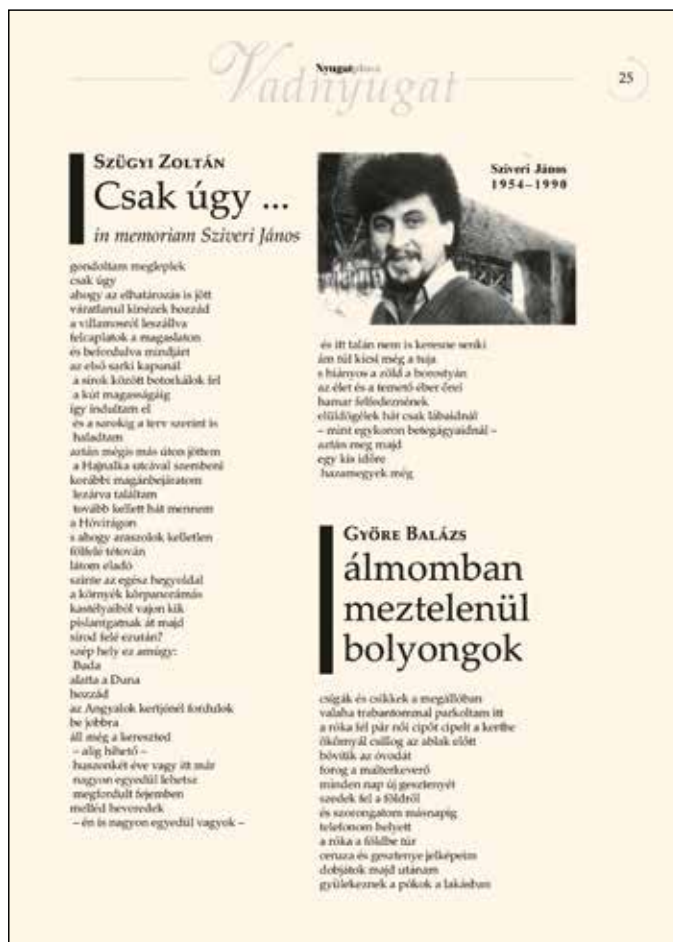 Nyugat
Vadnyugat
25
SZÜGYI ZOLTÁN
Csak úgy ...
in memoriam Sziveri János
gondoltam megleplek
csak úgy
ahogy az elhatározás is jött
váratlanul kinézek hozzád
a villamosról leszállva
felcaplatok a magaslaton
és befordulva mindjárt
az első sarki kapunál
a sírok között botorkálok fel
a kút magasságáig
így indultam el
és a sarokig a terv szerint is
haladtam
aztán mégis más úton jöttem
a Hajnalka utcával szembeni
korábbi magánbejáratom
lezárva találtam
tovább kellett hát mennem
a Hóvirágon
s ahogy araszolok kelletlen
fölfelé tétován
látom eladó
szinte az egész hegyoldal
a környék körpanorámás
kastélyaiból vajon kik
pislantgatnak át majd
sírod felé ezután?
szép hely ez amúgy:
Buda
alatta a Duna
hozzád
az Angyalok kertjénél fordulok
be jobbra
áll még a kereszted
– alig hihető –
huszonkét éve vagy itt már
nagyon egyedül lehetsz
megfordult fejemben
melléd heveredek
– én is nagyon egyedül vagyok –
Sziveri János
1954–1990
és itt talán nem is keresne senki
ám túl kicsi még a tuja
s hiányos a zöld a borostyán
az élet és a temető éber őrei
hamar felfedeznének
elüldögélek hát csak lábaidnál
– mint egykoron betegágyaidnál –
aztán meg majd
egy kis időre
hazamegyek még
GYŐRE BALÁZS
álmomban
meztelenül
bolyongok
csigák és csikkek a megállóban
valaha trabantommal parkoltam itt
a róka fél pár női cipőt cipelt a kertbe
ökörnyál csillog az ablak előtt
bővítik az óvodát
forog a malterkeverő
minden nap új gesztenyét
szedek fel a földről
és szorongatom másnapig
telefonom helyett
a róka a földbe túr
ceruza és gesztenye jelképeim
dobjátok majd utánam
gyülekeznek a pókok a lakásban